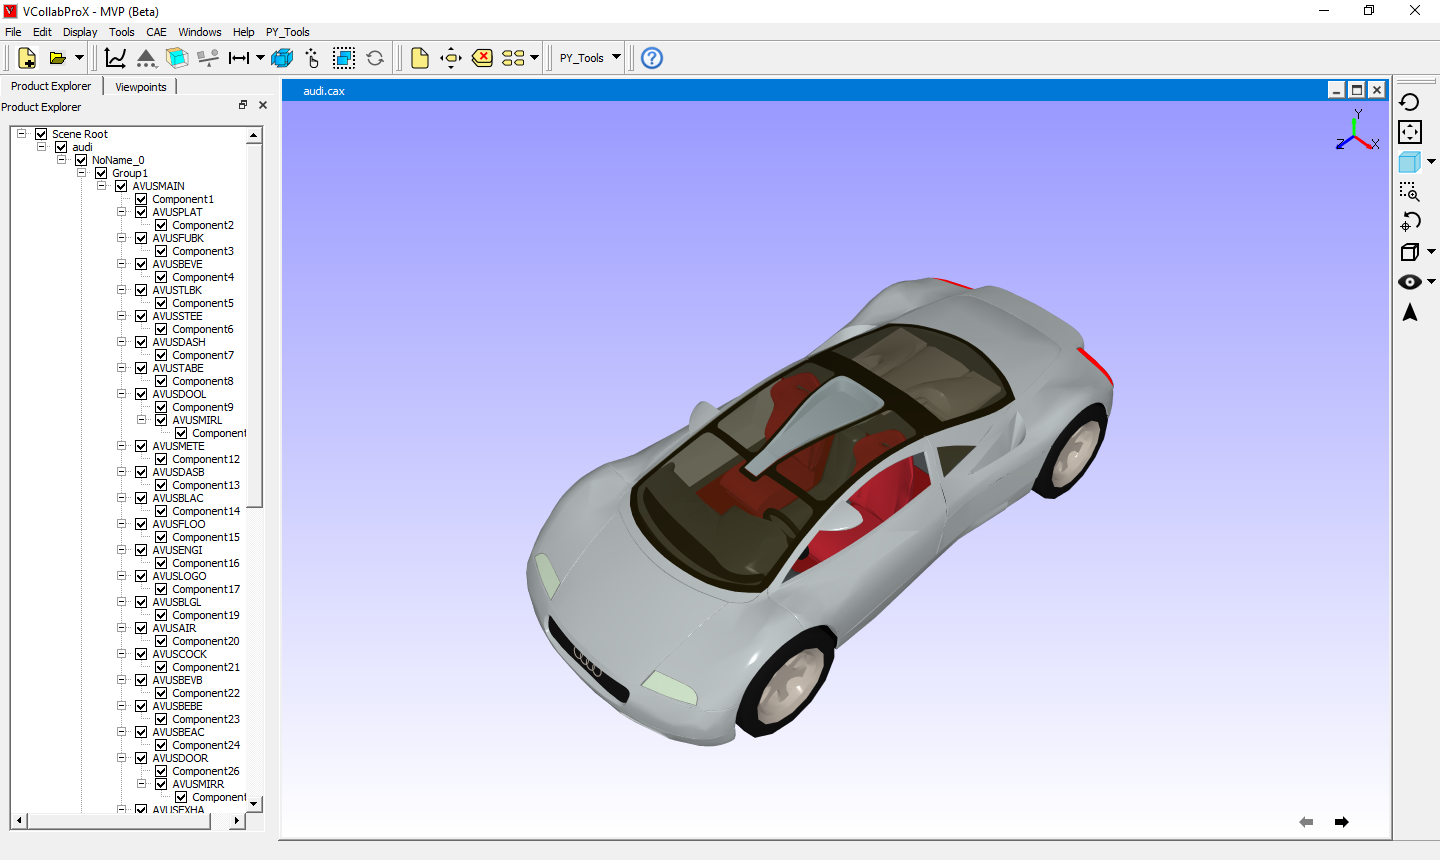 VCollabProX - MVP (Beta)
File Edit Display Tools CAE Windows Help PY_Tools
PY_Tools
Product Explorer Viewpoints
Product Explorer
Scene Root
audi
NoName_0
Group1
AVUSMAIN
Component1
AVUSPLAT
Component2
AVUSFUBK
Component3
AVUSBEVE
Component4
AVUSTLBK
Component5
AVUSSTEE
Component6
AVUSDASH
Component7
AVUSTABE
Component8
AVUSDOOL
Component9
AVUSMIRL
Component
AVUSMETE
Component12
AVUSDASB
Component13
AVUSBLAC
Component14
AVUSFLOO
Component15
AVUSENGI
Component16
AVUSLOGO
Component17
AVUSBLGL
Component19
AVUSAIR
Component20
AVUSCOCK
Component21
AVUSBEVB
Component22
AVUSBEBE
Component23
AVUSBEAC
Component24
AVUSDOOR
Component26
AVUSMIRR
Component
AVUSEXHA
audi.cax
Y
Z X